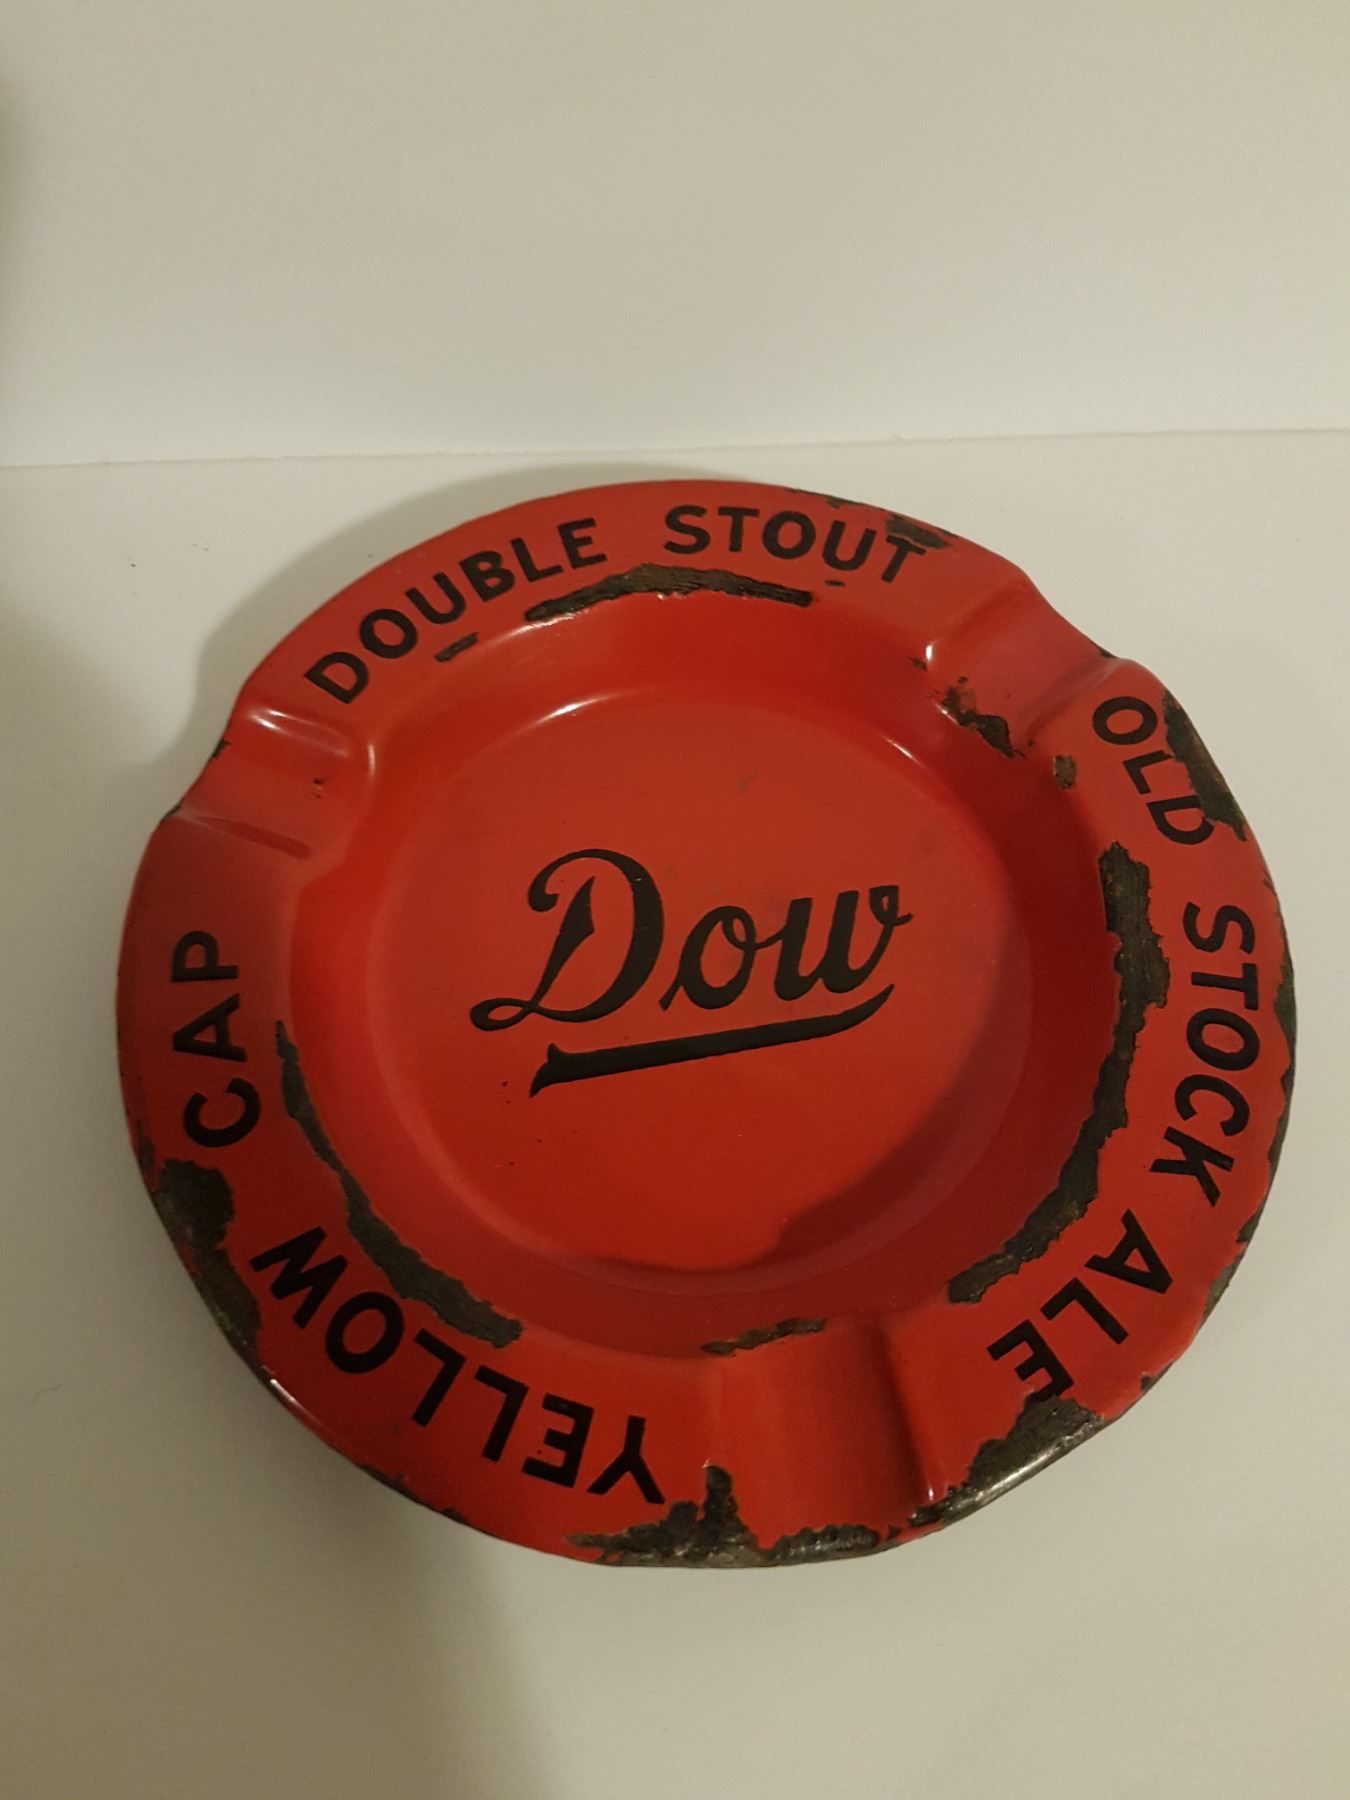 DOUBLE STOUT
OLD STOCK ALE
YELLOW CAP
Dow